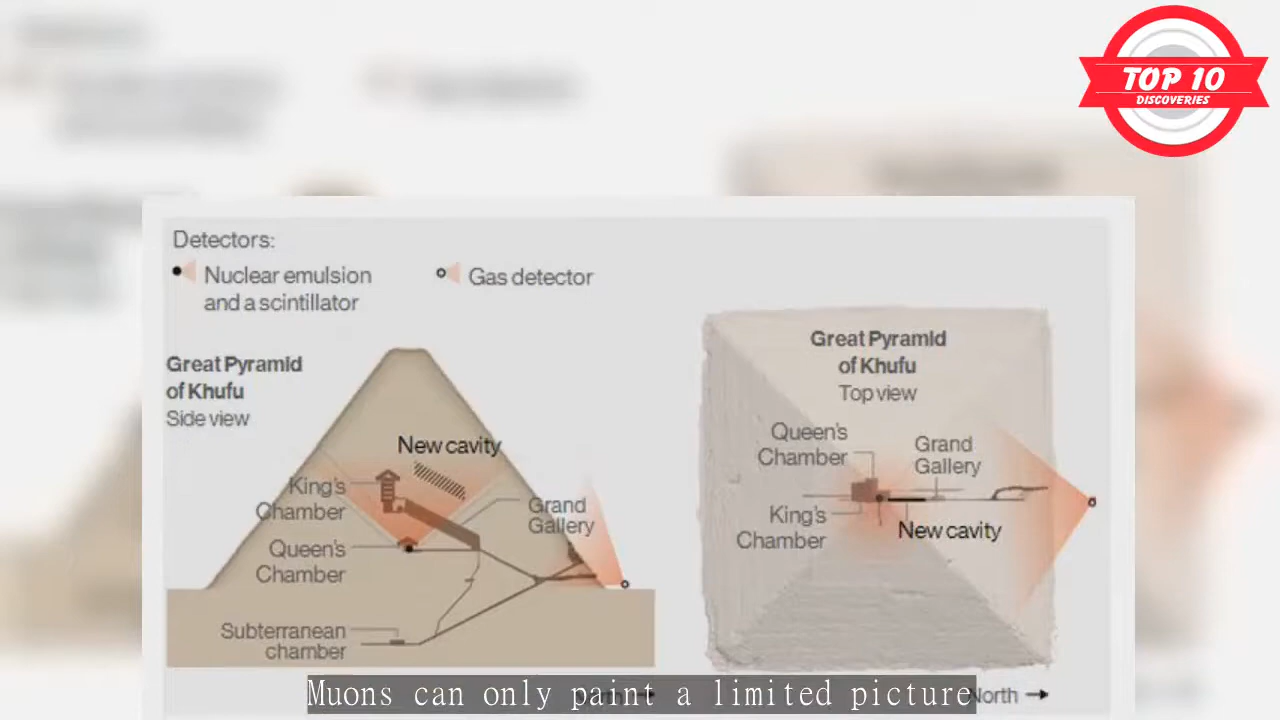 TOP 10
DISCOVERIES
Detectors:
Nuclear emulsion
and a scintillator
Gas detector
Great Pyramid
of Khufu
Side view
New cavity
King's
Chamber
Grand
Gallery
Queen's
Chamber
Subterranean
chamber
Great Pyramid
of Khufu
Top view
Queen's
Chamber
Grand
Gallery
King's
Chamber
New cavity
North
Muons can only paint a limited picture